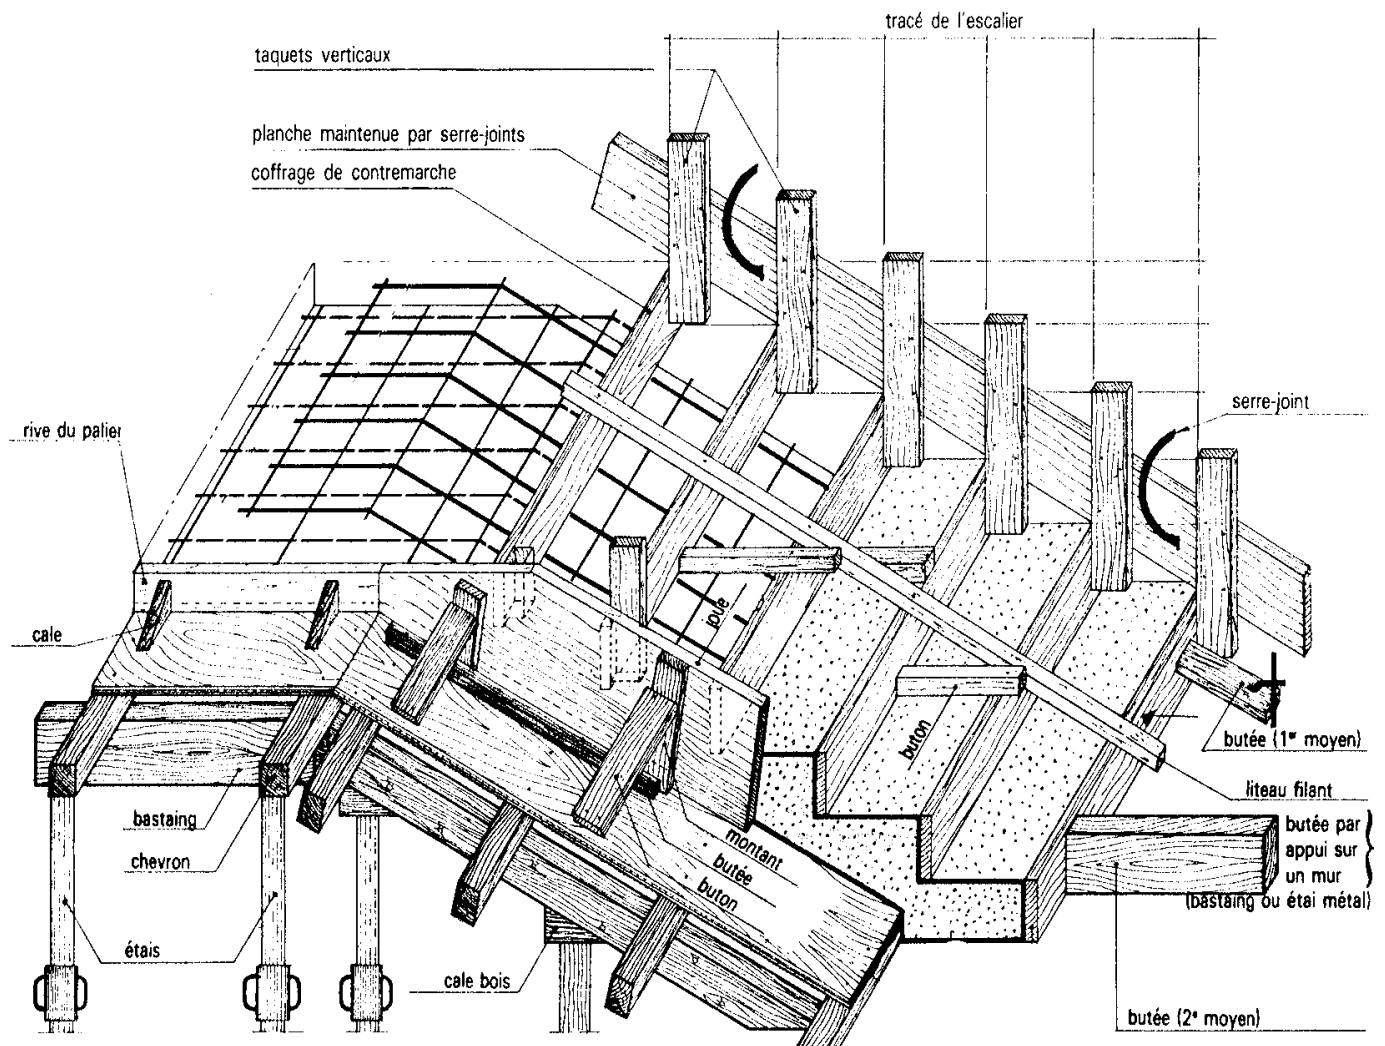 tracé de l'escalier
taquets verticaux
planche maintenue par serre-joints
coffrage de contremarche
serre-joint
rive du palier
cale
joue
buton
butée (1er moyen)
liteau filant
bastaing
chevron
montant
butée
buton
butée par
appui sur
un mur
(bastaing ou étai métal)
étais
cale bois
butée (2e moyen)